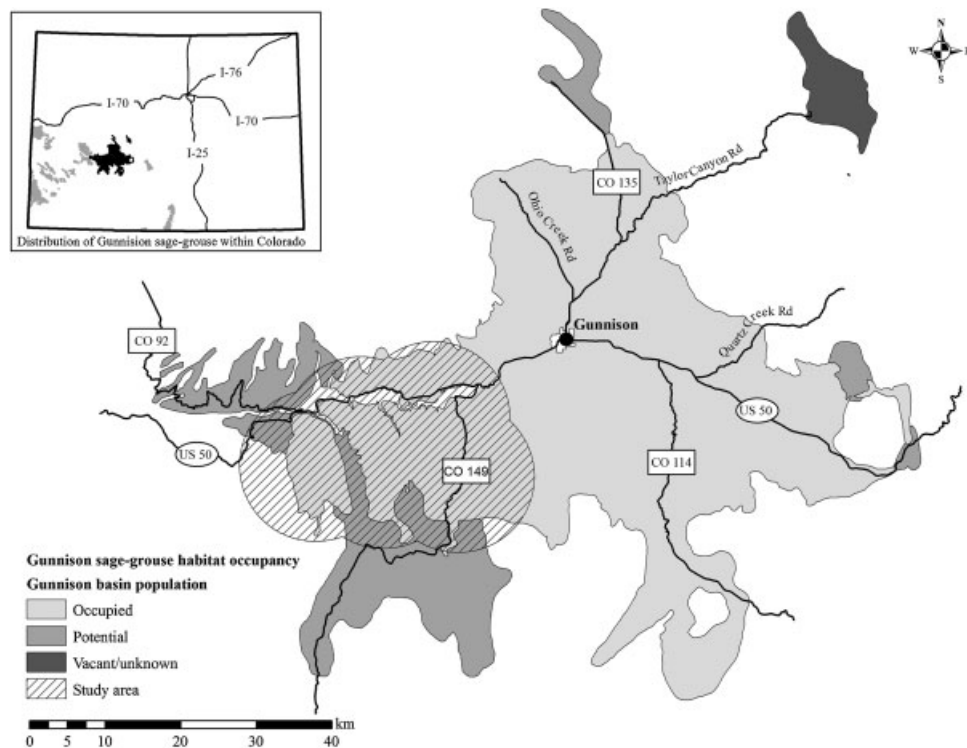 I-76
I-70
I-70
I-25
Distribution of Gunnision sage-grouse within Colorado
N
W
E
S
CO 135
Taylor Canyon Rd
Ohio Creek Rd
Gunnison
CO 92
Quartz Creek Rd
US 50
US 50
CO 149
CO 114
Gunnison sage-grouse habitat occupancy
Gunnison basin population
Occupied
Potential
Vacant/unknown
Study area
km
0 5 10 20 30 40